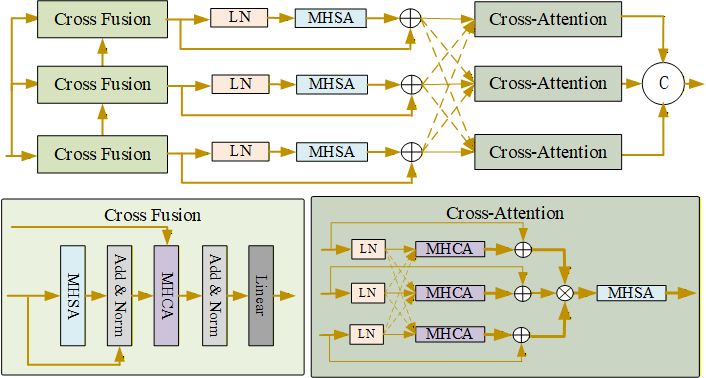 Cross Fusion LN MHSA Cross-Attention
Cross Fusion LN MHSA Cross-Attention C
Cross Fusion LN MHSA Cross-Attention
Cross Fusion
MHSA
Add & Norm
MHCA
Add & Norm
Linear
Cross-Attention
LN MHCA
LN MHCA MHSA
LN MHCA